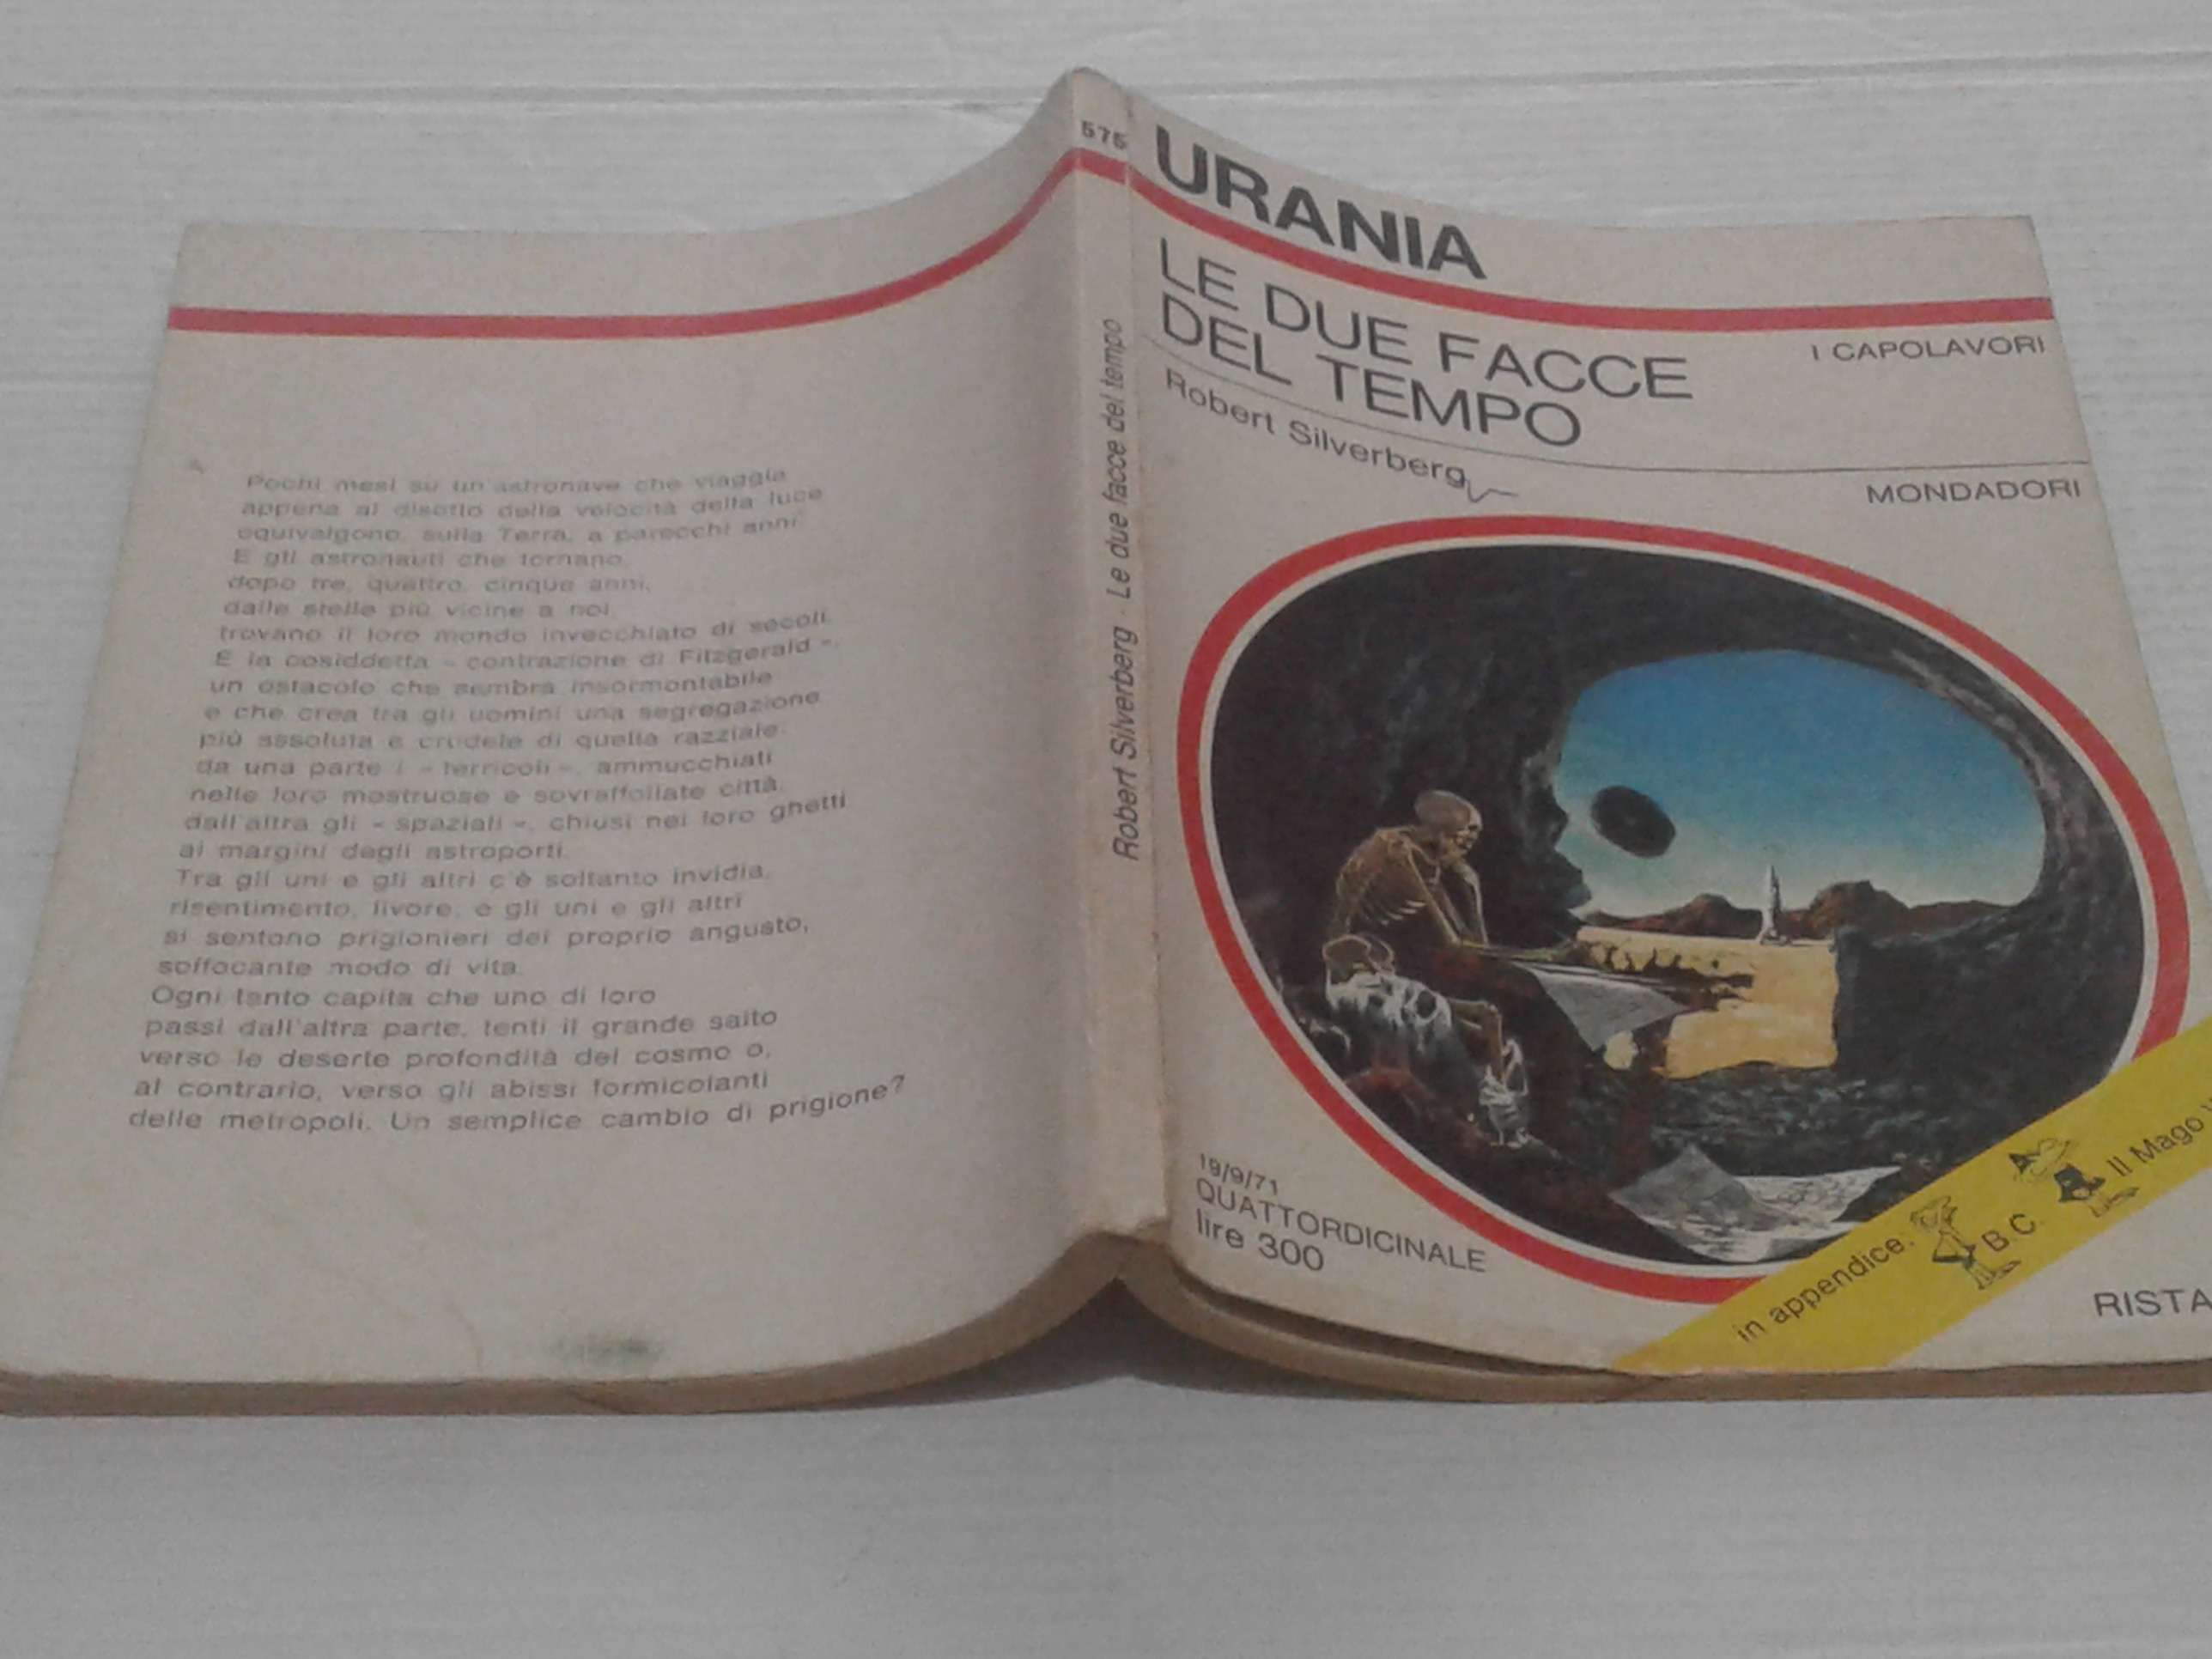 Pochi mesi su un'astronave che viaggia
appena al disotto della velocità della luce
equivalgono, sulla Terra, a parecchi anni.
E gli astronauti che tornano,
dopo tre, quattro, cinque anni,
dalle stelle più vicine a noi,
trovano il loro mondo invecchiato di secoli.
E la cosiddetta « contrazione di Fitzgerald »,
un ostacolo che sembra insormontabile
e che crea tra gli uomini una segregazione
più assoluta e crudele di quella razziale:
da una parte i « terricoli », ammucchiati
nelle loro mostruose e sovraffollate città,
dall'altra gli « spaziali », chiusi nei loro ghetti
ai margini degli astroporti.
Tra gli uni e gli altri c'è soltanto invidia,
risentimento, livore, e gli uni e gli altri
si sentono prigionieri del proprio angusto,
soffocante modo di vita.
Ogni tanto capita che uno di loro
passi dall'altra parte, tenti il grande salto
verso le deserte profondità del cosmo o,
al contrario, verso gli abissi formicolanti
delle metropoli. Un semplice cambio di prigione?
575
Robert Silverberg · Le due facce del tempo
URANIA
LE DUE FACCE
DEL TEMPO
I CAPOLAVORI
Robert Silverberg
MONDADORI
19/9/71
QUATTORDICINALE
lire 300
in appendice: B.C. Il Mago
RISTA